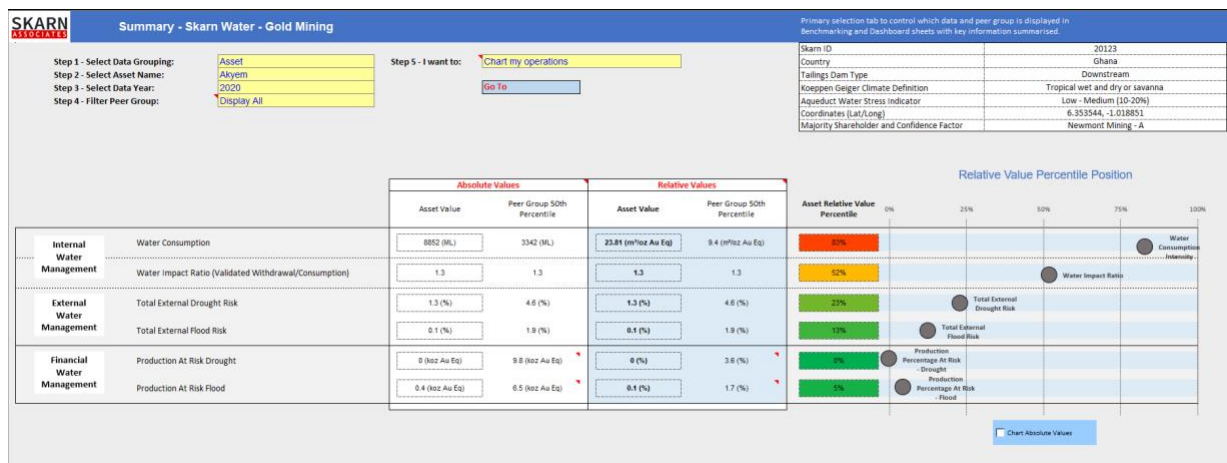 SKARN
ASSOCIATES
Summary - Skarn Water - Gold Mining
Primary selection tab to control which data and peer group is displayed in
Benchmarking and Dashboard sheets with key information summarised.
Step 1 - Select Data Grouping: Asset
Step 2 - Select Asset Name: Akyem
Step 3 - Select Data Year: 2020
Step 4 - Filter Peer Group: Display All
Step 5 - I want to: Chart my operations
Go To
Skarn ID 20123
Country Ghana
Tailings Dam Type Downstream
Koeppen Geiger Climate Definition Tropical wet and dry or savanna
Aqueduct Water Stress Indicator Low - Medium (10-20%)
Coordinates (Lat/Long) 6.353544, -1.018851
Majority Shareholder and Confidence Factor Newmont Mining - A
Relative Value Percentile Position
Absolute Values Relative Values
Asset Value Peer Group 50th Percentile Asset Value Peer Group 50th Percentile Asset Relative Value Percentile
0% 25% 50% 75% 100%
Internal
Water
Management
Water Consumption 8852 (ML) 3342 (ML) 23.81 (m³/oz Au Eq) 9.4 (m³/oz Au Eq) 83%
Water
Consumption
Intensity
Water Impact Ratio (Validated Withdrawal/Consumption) 1.3 1.3 1.3 1.3 52%
Water Impact Ratio
External
Water
Management
Total External Drought Risk 1.3 (%) 4.6 (%) 1.3 (%) 4.6 (%) 23%
Total External
Drought Risk
Total External Flood Risk 0.1 (%) 1.9 (%) 0.1 (%) 1.9 (%) 13%
Total External
Flood Risk
Financial
Water
Management
Production At Risk Drought 0 (koz Au Eq) 9.8 (koz Au Eq) 0 (%) 3.6 (%) 0%
Production
Percentage At Risk
- Drought
Production At Risk Flood 0.4 (koz Au Eq) 6.5 (koz Au Eq) 0.1 (%) 1.7 (%) 5%
Production
Percentage At Risk
- Flood
Chart Absolute Values